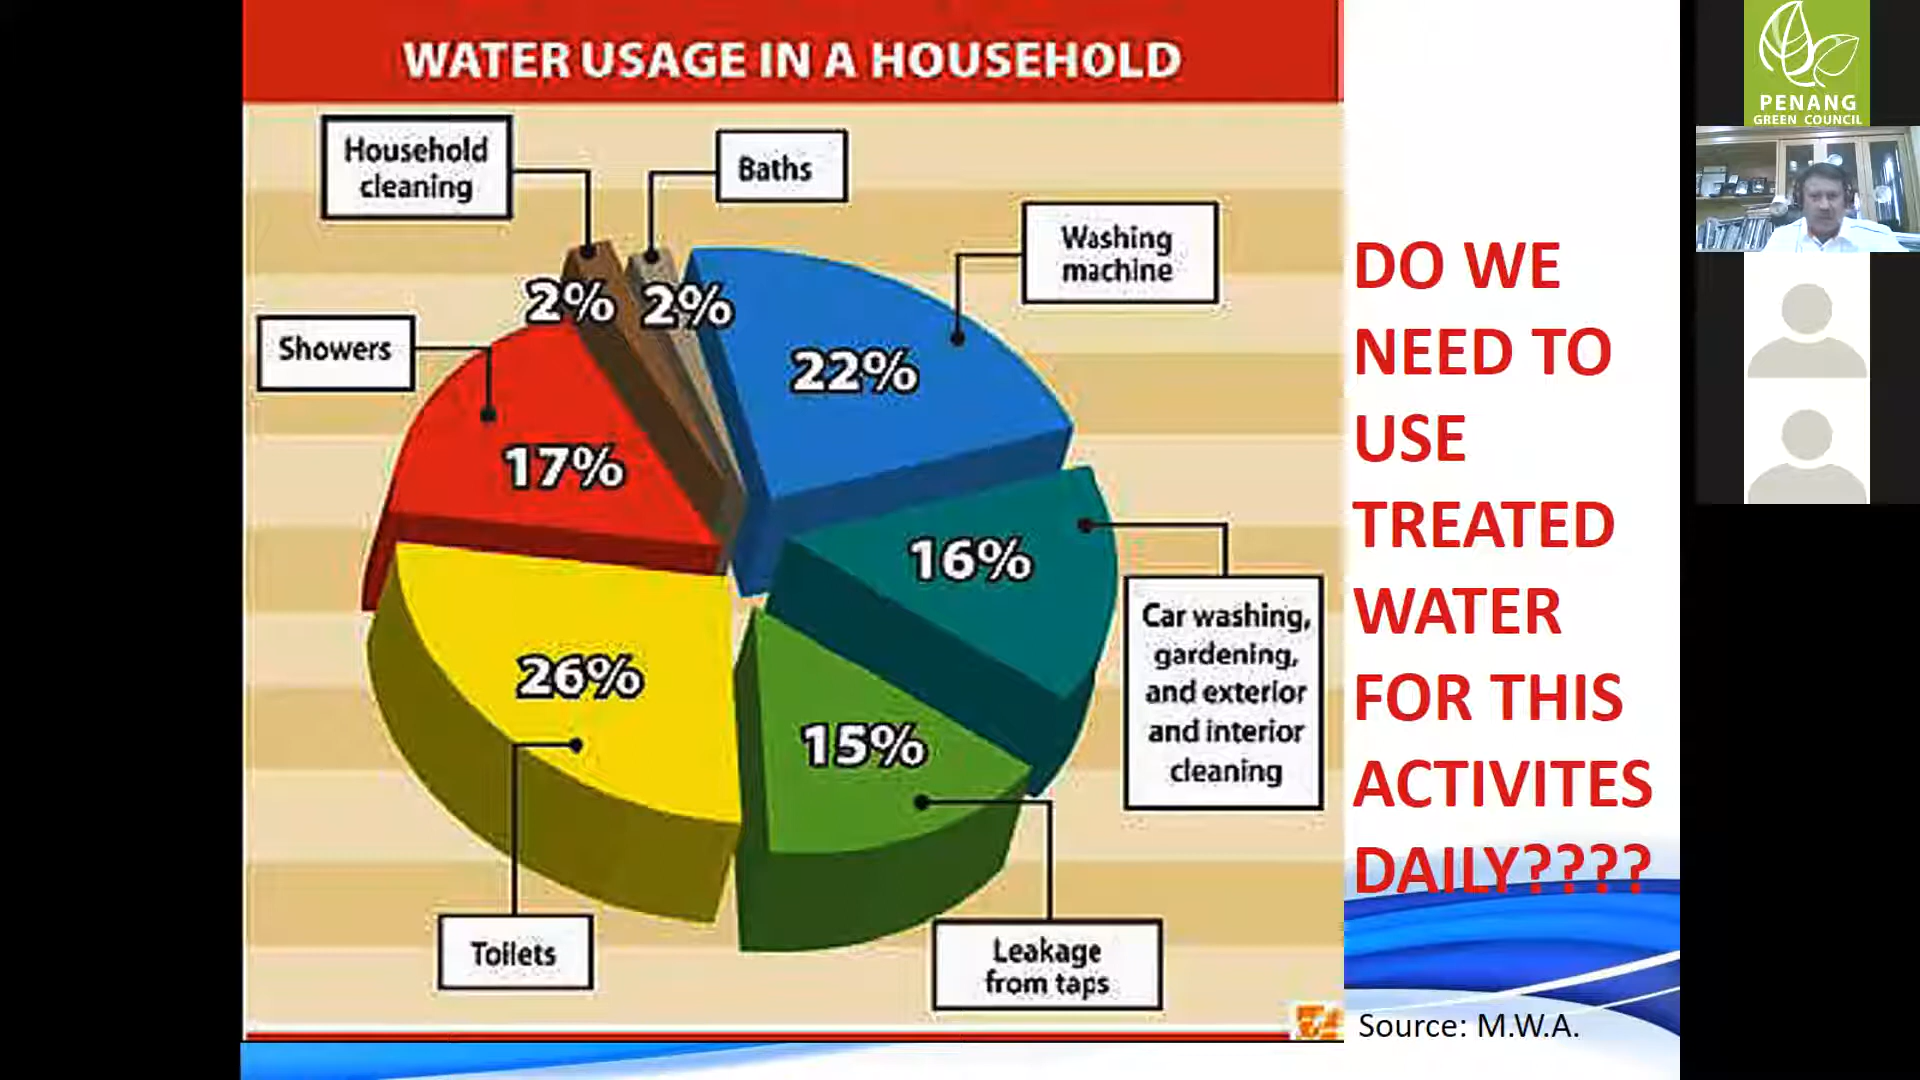 WATER USAGE IN A HOUSEHOLD
Household
cleaning
Baths
Washing
machine
Showers
2%
2%
22%
17%
16%
Car washing,
gardening,
and exterior
and interior
cleaning
26%
15%
Toilets
Leakage
from taps
DO WE
NEED TO
USE
TREATED
WATER
FOR THIS
ACTIVITES
DAILY????
Source: M.W.A.
PENANG
GREEN COUNCIL